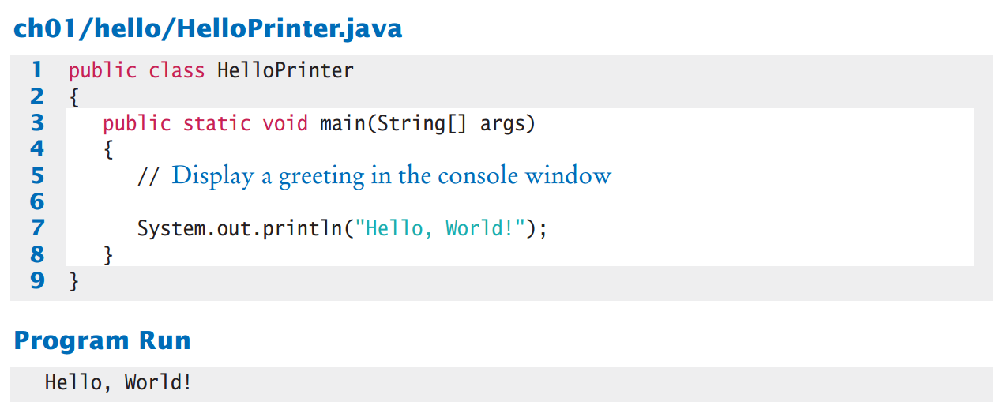 ch01/hello/HelloPrinter.java
1 public class HelloPrinter
2 {
3    public static void main(String[] args)
4    {
5       // Display a greeting in the console window
6
7       System.out.println("Hello, World!");
8    }
9 }
Program Run
Hello, World!